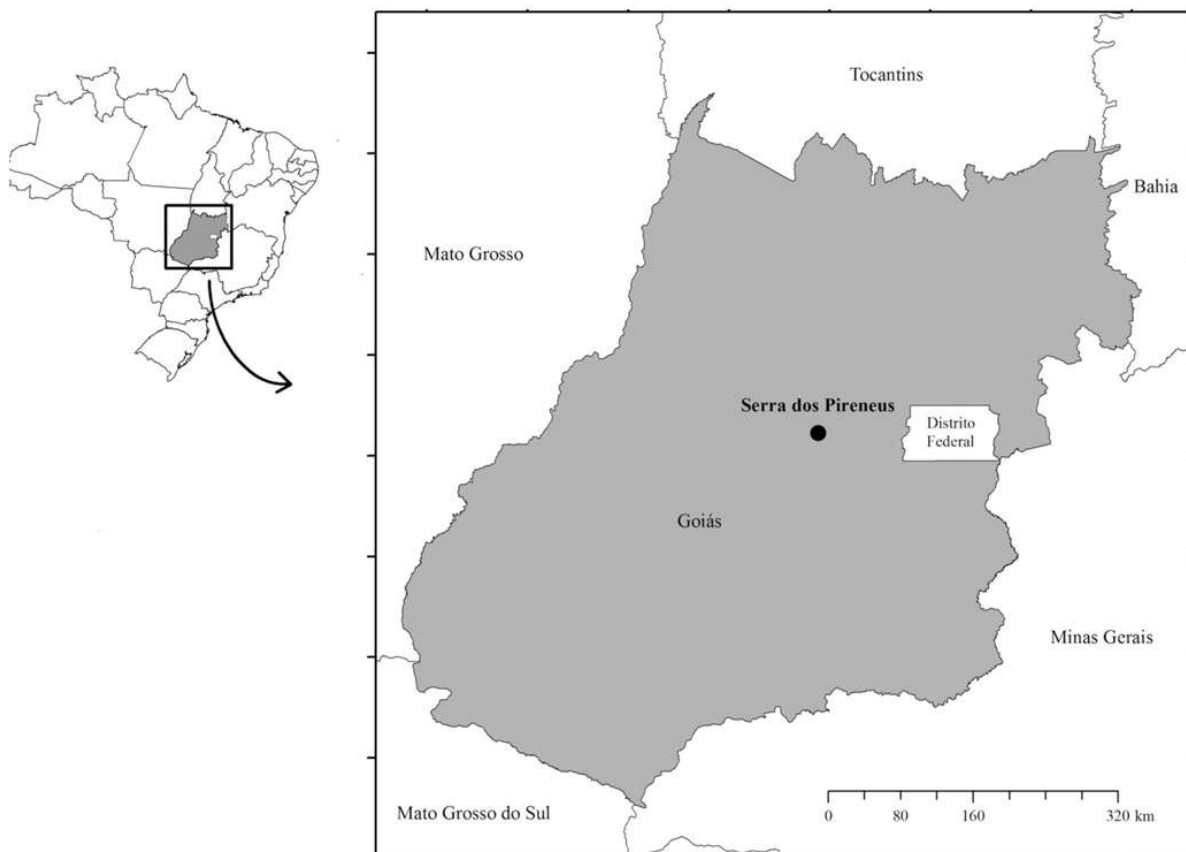 Tocantins
Bahia
Mato Grosso
Serra dos Pireneus
Distrito
Federal
Goiás
Minas Gerais
Mato Grosso do Sul
0 80 160 320 km